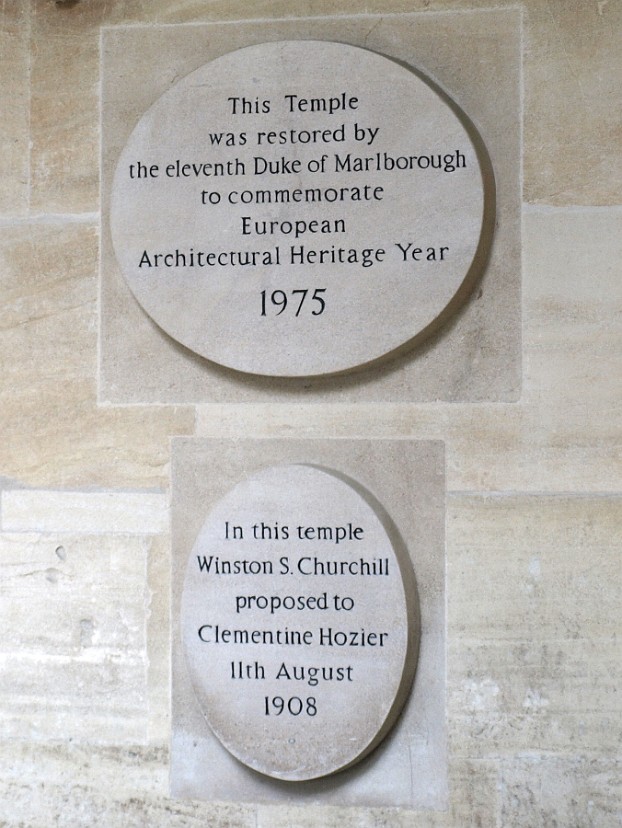 This Temple
was restored by
the eleventh Duke of Marlborough
to commemorate
European
Architectural Heritage Year
1975
In this temple
Winston S. Churchill
proposed to
Clementine Hozier
11th August
1908